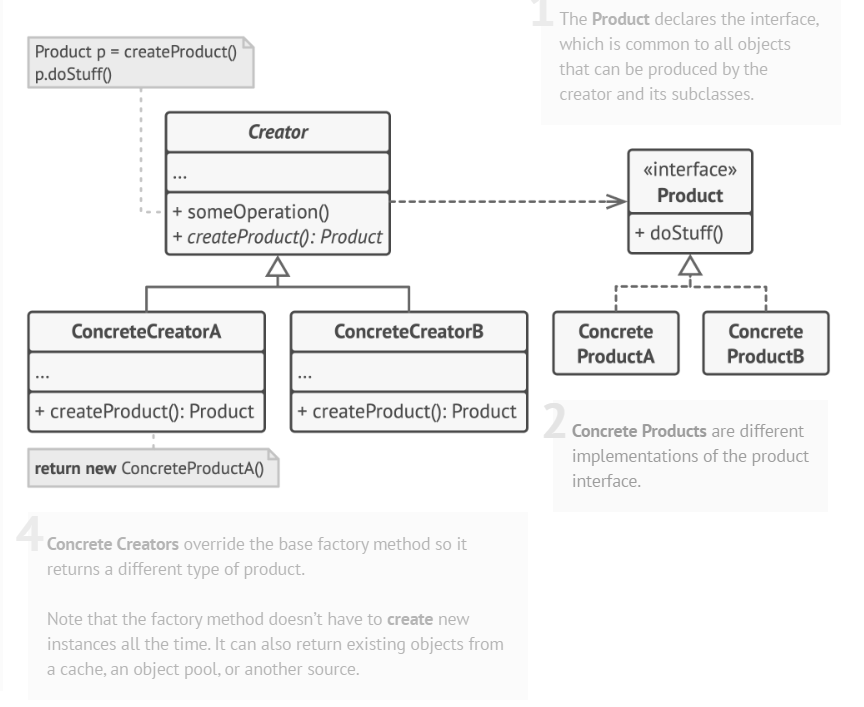 1
The Product declares the interface,
which is common to all objects
that can be produced by the
creator and its subclasses.
Product p = createProduct()
p.doStuff()
Creator
...
+ someOperation()
+ createProduct(): Product
«interface»
Product
+ doStuff()
ConcreteCreatorA
...
+ createProduct(): Product
ConcreteCreatorB
...
+ createProduct(): Product
Concrete
ProductA
Concrete
ProductB
return new ConcreteProductA()
2
Concrete Products are different
implementations of the product
interface.
4
Concrete Creators override the base factory method so it
returns a different type of product.
Note that the factory method doesn't have to create new
instances all the time. It can also return existing objects from
a cache, an object pool, or another source.